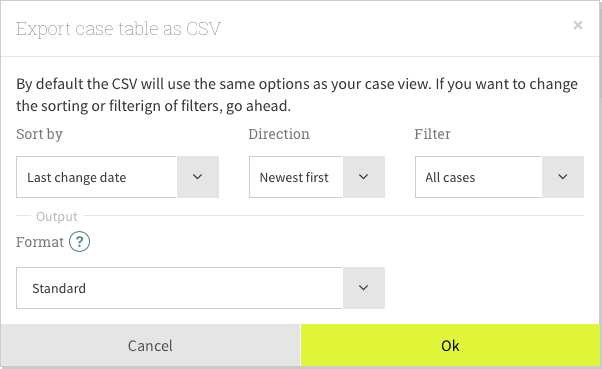 Export case table as CSV
×
By default the CSV will use the same options as your case view. If you want to change
the sorting or filterign of filters, go ahead.
Sort by Direction Filter
Last change date Newest first All cases
Output
Format ?
Standard
Cancel Ok